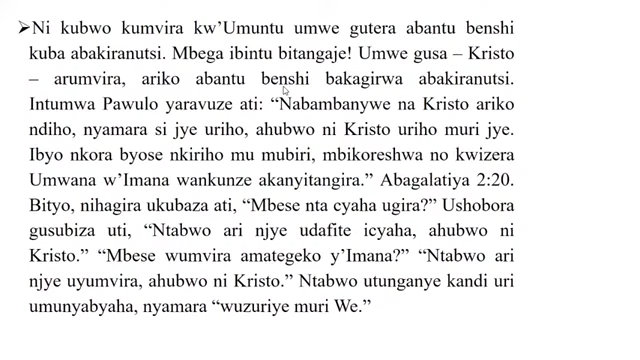 ➢Ni kubwo kumvira kw’Umuntu umwe gutera abantu benshi
kuba abakiranutsi. Mbega ibintu bitangaje! Umwe gusa – Kristo
– arumvira, ariko abantu benshi bakagirwa abakiranutsi.
Intumwa Pawulo yaravuze ati: “Nabambanywe na Kristo ariko
ndiho, nyamara si jye uriho, ahubwo ni Kristo uriho muri jye.
Ibyo nkora byose nkiriho mu mubiri, mbikoreshwa no kwizera
Umwana w’Imana wankunze akanyitangira.” Abagalatiya 2:20.
Bityo, nihagira ukubaza ati, “Mbese nta cyaha ugira?” Ushobora
gusubiza uti, “Ntabwo ari njye udafite icyaha, ahubwo ni
Kristo.” “Mbese wumvira amategeko y’Imana?” “Ntabwo ari
njye uyumvira, ahubwo ni Kristo.” Ntabwo utunganye kandi uri
umunyabyaha, nyamara “wuzuriye muri We.”